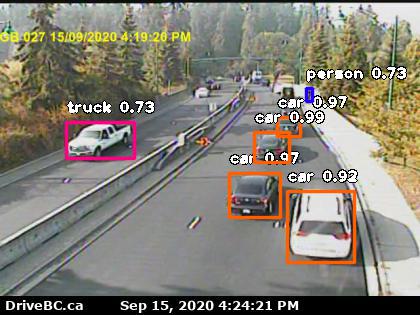 GB 027 15/09/2020 4:19:20 PM
person 0.73
car 0.97
truck 0.73
car 0.99
car 0.97
car 0.92
DriveBC.ca Sep 15, 2020 4:24:21 PM